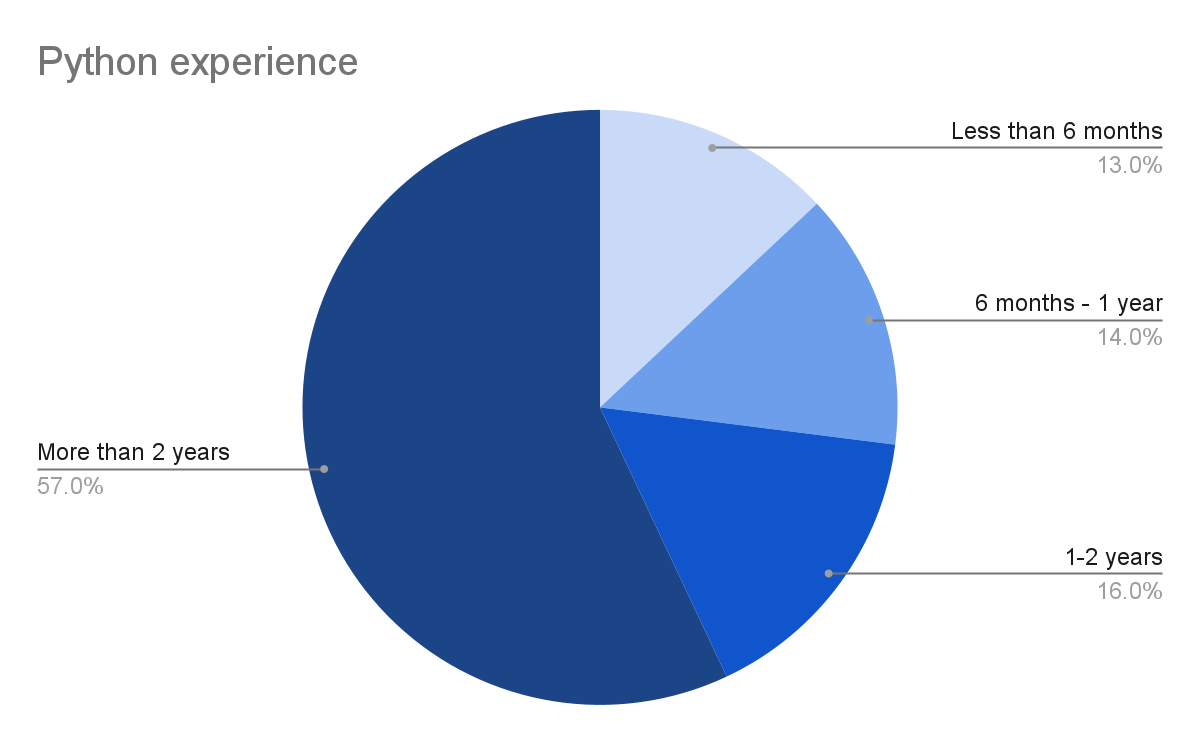 Python experience
Less than 6 months
13.0%
6 months - 1 year
14.0%
More than 2 years
57.0%
1-2 years
16.0%